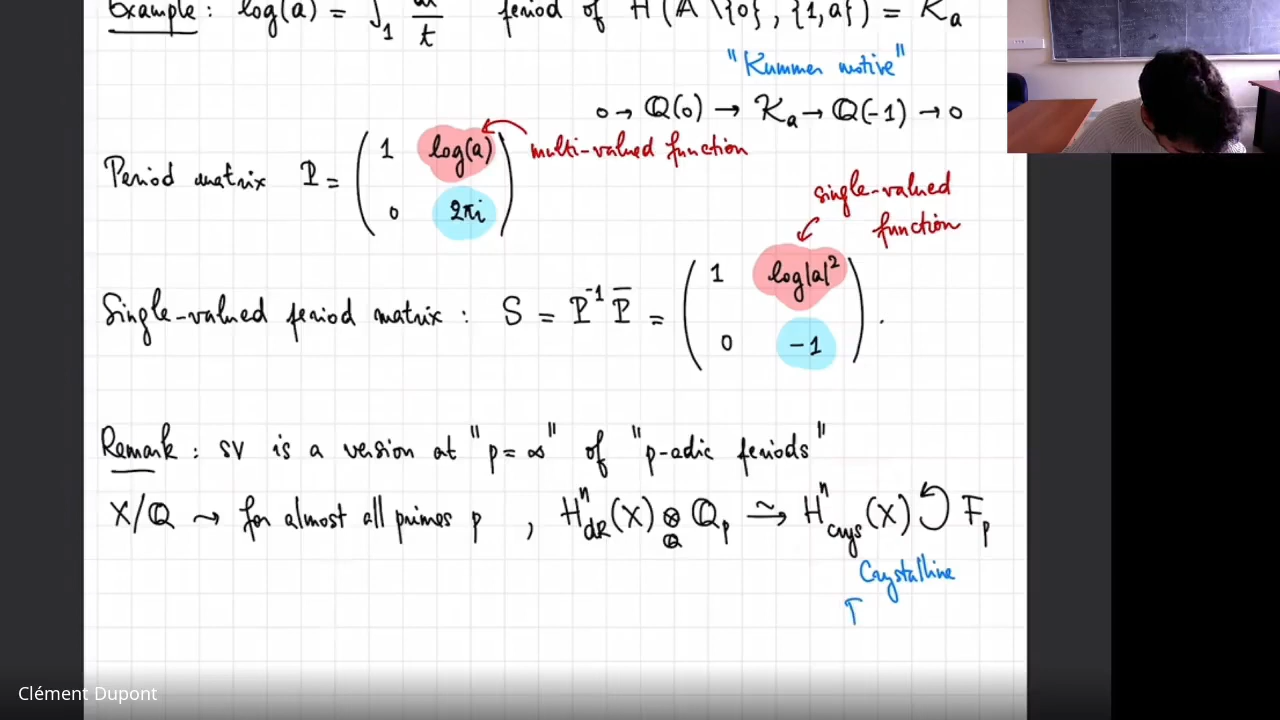 Example : log(a) = ∫₁ dt/t period of H(A\{0}, {1,a}) = K_a
"Kummer motive"
0 → Q(0) → K_a → Q(-1) → 0
Period matrix P = ( 1 log(a) ; 0 2πi )
multi-valued function
single-valued
function
Single-valued period matrix : S = P⁻¹ P̄ = ( 1 log|a|² ; 0 -1 ) .
Remark : sv is a version at "p = ∞" of "p-adic periods"
X/Q ⇝ for almost all primes p , Hⁿ_dR(X) ⊗_Q Q_p ⥲ Hⁿ_crys(X) ↺ F_p
Crystalline
Clément Dupont